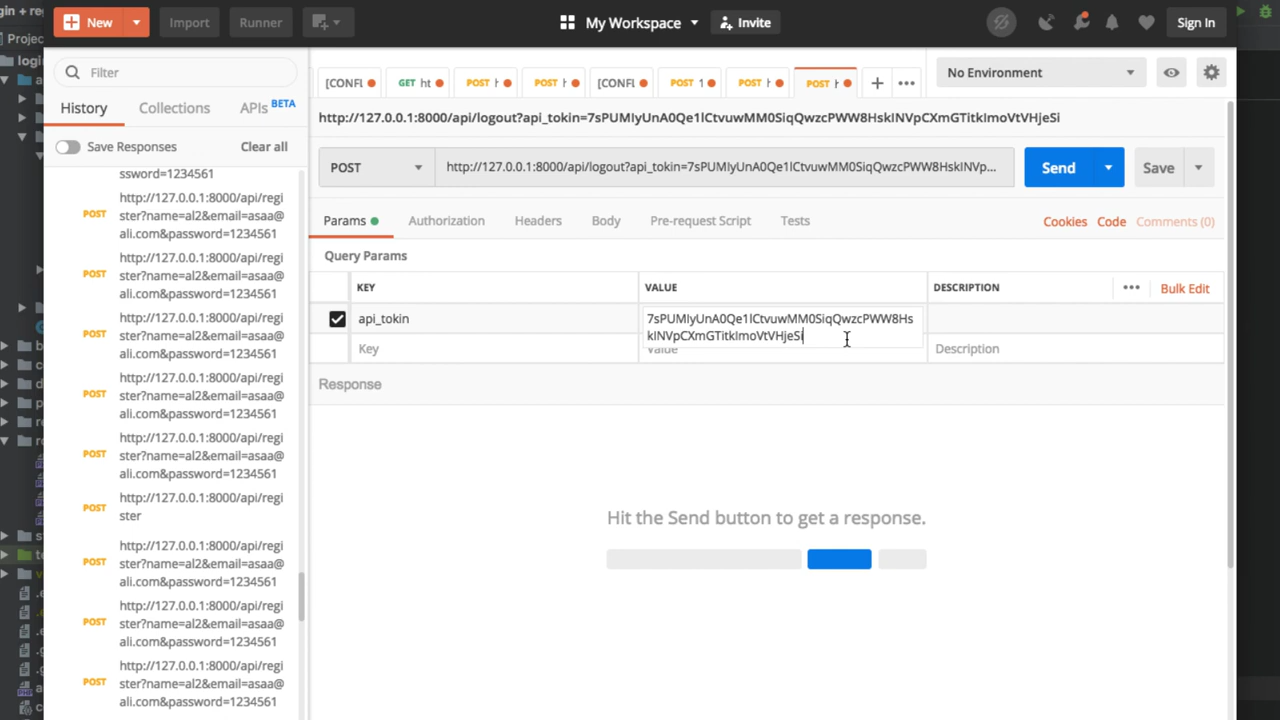 New
Import
Runner
My Workspace
Invite
Sign In
Filter
History
Collections
APIs BETA
Save Responses
Clear all
ssword=1234561
POST
http://127.0.0.1:8000/api/regi
ster?name=al2&email=asaa@
ali.com&password=1234561
POST
http://127.0.0.1:8000/api/regi
ster?name=al2&email=asaa@
ali.com&password=1234561
POST
http://127.0.0.1:8000/api/regi
ster?name=al2&email=asaa@
ali.com&password=1234561
POST
http://127.0.0.1:8000/api/regi
ster?name=al2&email=asaa@
ali.com&password=1234561
POST
http://127.0.0.1:8000/api/regi
ster?name=al2&email=asaa@
ali.com&password=1234561
POST
http://127.0.0.1:8000/api/regi
ster
POST
http://127.0.0.1:8000/api/regi
ster?name=al2&email=asaa@
ali.com&password=1234561
POST
http://127.0.0.1:8000/api/regi
ster?name=al2&email=asaa@
ali.com&password=1234561
POST
http://127.0.0.1:8000/api/regi
ster?name=al2&email=asaa@
ali.com&password=1234561
[CONFL
GET ht
POST h
POST h
[CONFL
POST 1
POST h
POST h
No Environment
http://127.0.0.1:8000/api/logout?api_tokin=7sPUMIyUnA0Qe1lCtvuwMM0SiqQwzcPWW8HskINVpCXmGTitkImoVtVHjeSi
POST
http://127.0.0.1:8000/api/logout?api_tokin=7sPUMIyUnA0Qe1lCtvuwMM0SiqQwzcPWW8HskINVp...
Send
Save
Params
Authorization
Headers
Body
Pre-request Script
Tests
Cookies
Code
Comments (0)
Query Params
KEY
VALUE
DESCRIPTION
Bulk Edit
api_tokin
7sPUMIyUnA0Qe1lCtvuwMM0SiqQwzcPWW8Hs
kINVpCXmGTitkImoVtVHjeSi
Key
Value
Description
Response
Hit the Send button to get a response.